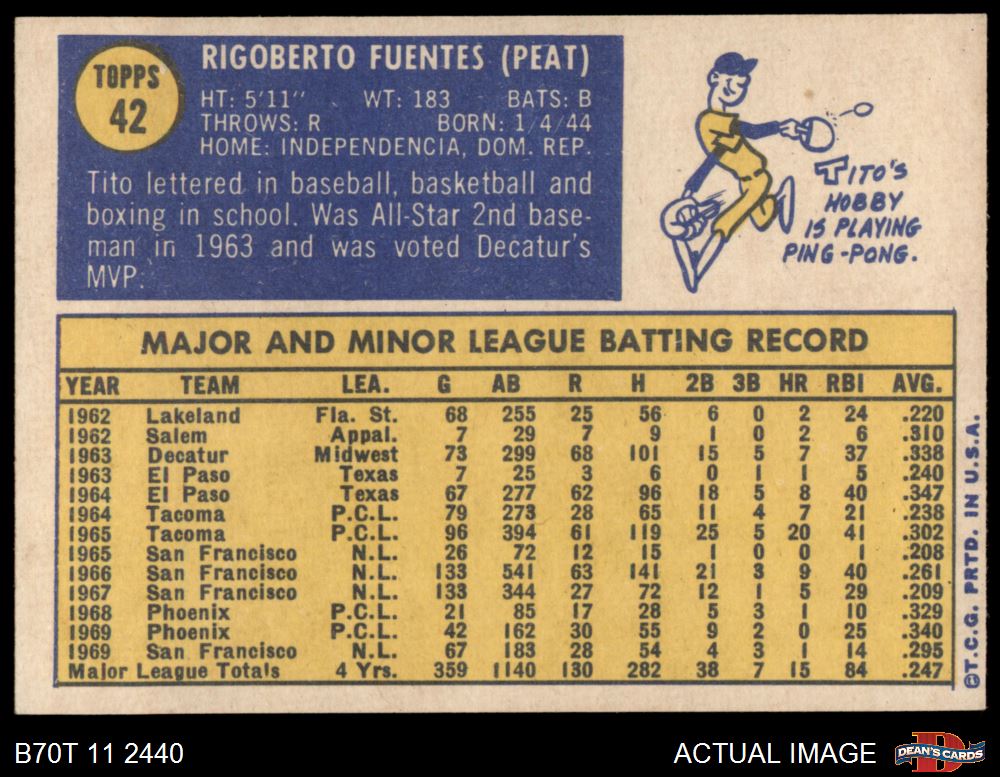 TOPPS
42
RIGOBERTO FUENTES (PEAT)
HT: 5'11" WT: 183 BATS: B
THROWS: R BORN: 1/4/44
HOME: INDEPENDENCIA, DOM. REP.
Tito lettered in baseball, basketball and
boxing in school. Was All-Star 2nd base-
man in 1963 and was voted Decatur's
MVP.
TITO'S
HOBBY
IS PLAYING
PING-PONG.
MAJOR AND MINOR LEAGUE BATTING RECORD
YEAR TEAM LEA. G AB R H 2B 3B HR RBI AVG.
1962 Lakeland Fla. St. 68 255 25 56 6 0 2 24 .220
1962 Salem Appal. 7 29 7 9 1 0 2 6 .310
1963 Decatur Midwest 73 299 68 101 15 5 7 37 .338
1963 El Paso Texas 7 25 3 6 0 1 1 5 .240
1964 El Paso Texas 67 277 62 96 18 5 8 40 .347
1964 Tacoma P.C.L. 79 273 28 65 11 4 7 21 .238
1965 Tacoma P.C.L. 96 394 61 119 25 5 20 41 .302
1965 San Francisco N.L. 26 72 12 15 1 0 0 1 .208
1966 San Francisco N.L. 133 541 63 141 21 3 9 40 .261
1967 San Francisco N.L. 133 344 27 72 12 1 5 29 .209
1968 Phoenix P.C.L. 21 85 17 28 5 3 1 10 .329
1969 Phoenix P.C.L. 42 162 30 55 9 2 0 25 .340
1969 San Francisco N.L. 67 183 28 54 4 3 1 14 .295
Major League Totals 4 Yrs. 359 1140 130 282 38 7 15 84 .247
©T.C.G. PRTD. IN U.S.A.
B70T 11 2440
ACTUAL IMAGE
DEAN'S CARDS